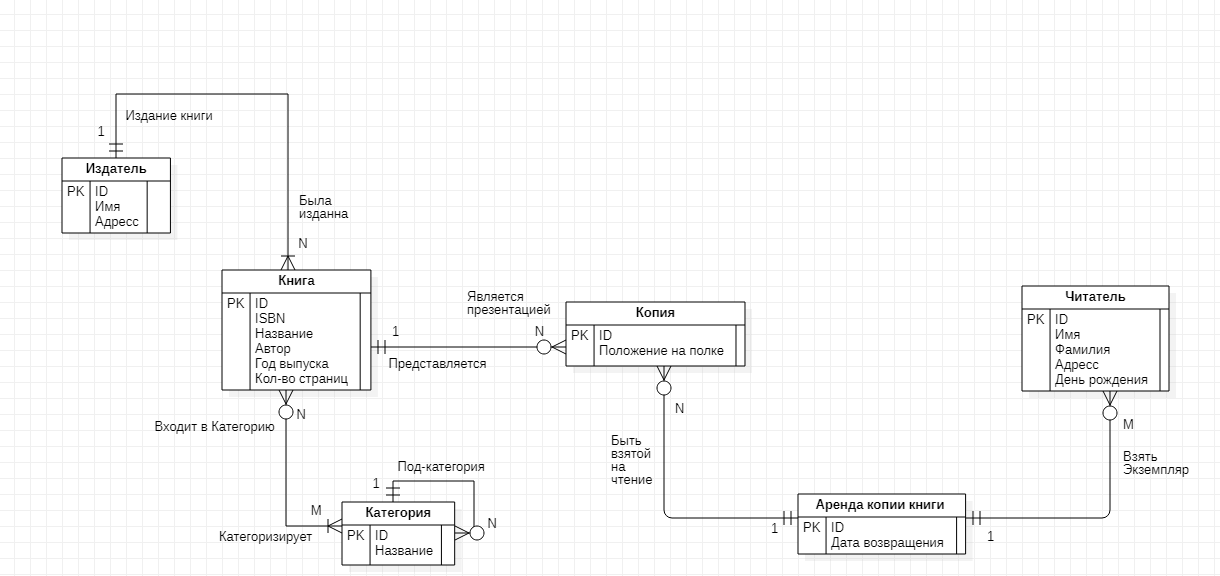 Издание книги
1
Издатель
PK ID
Имя
Адресс
Была
изданна
N
Книга
PK ID
ISBN
Название
Автор
Год выпуска
Кол-во страниц
1
Представляется
Является
презентацией
N
Копия
PK ID
Положение на полке
Читатель
PK ID
Имя
Фамилия
Адресс
День рождения
N
Входит в Категорию
N
Быть
взятой
на
чтение
M
Взять
Экземпляр
Под-категория
1
M
Категория
PK ID
Название
N
Категоризирует
1
Аренда копии книги
PK ID
Дата возвращения
1